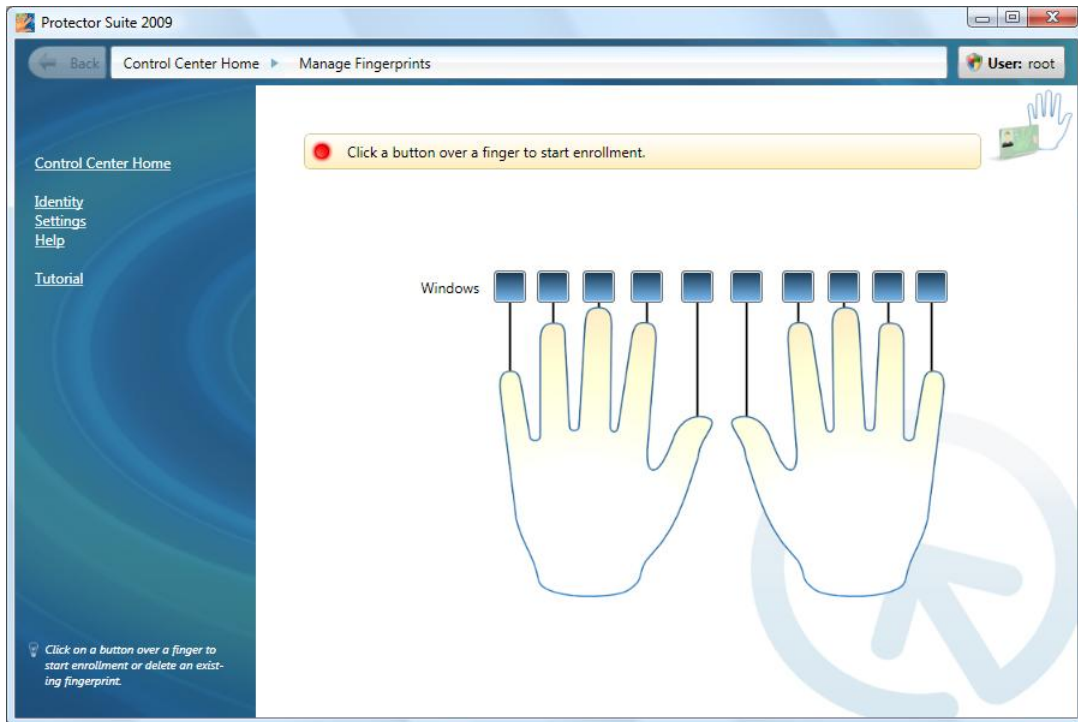 Protector Suite 2009
Back
Control Center Home
Manage Fingerprints
User: root
Click a button over a finger to start enrollment.
Control Center Home
Identity
Settings
Help
Tutorial
Windows
Click on a button over a finger to
start enrollment or delete an exist-
ing fingerprint.